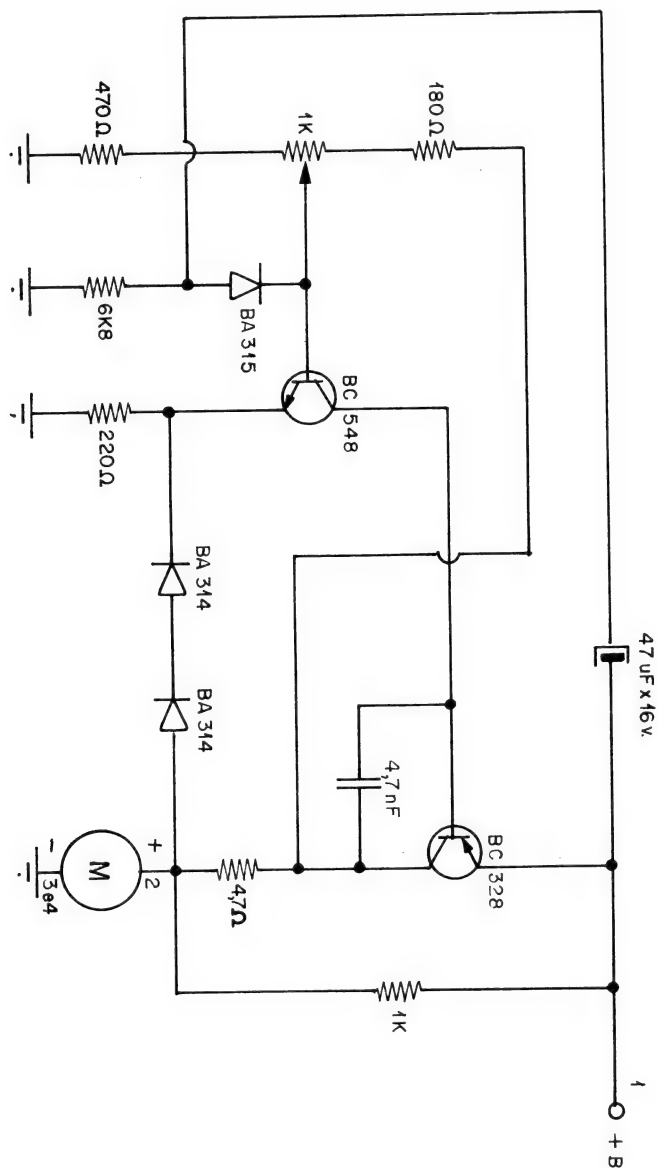 47 uF x 16 v.
1
+ B
180Ω
1K
470Ω
BA 315
6K8
BC 548
220Ω
BA 314
BA 314
4,7 nF
BC 328
4,7Ω
1K
+
2
M
-
3e4